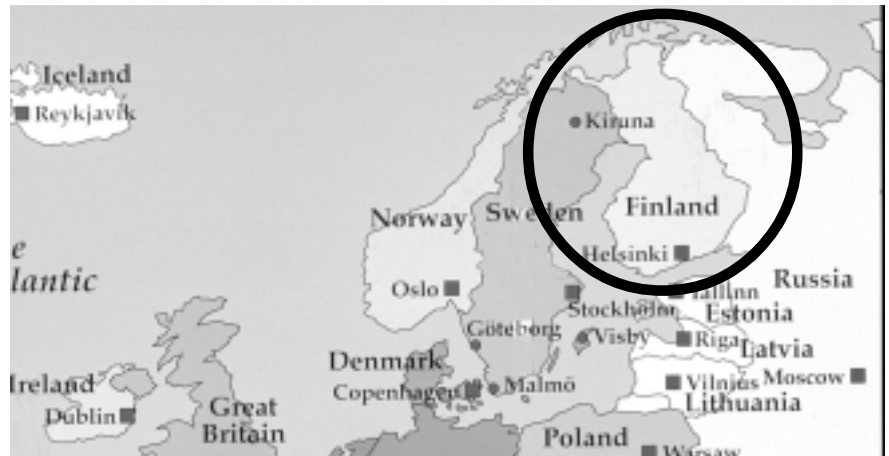 Iceland
Reykjavik
Kiruna
Norway
Sweden
Finland
Helsinki
e
lantic
Oslo
Russia
Tallinn
Stockholm
Estonia
Göteborg
Visby
Riga
Latvia
Denmark
Ireland
Copenhagen
Malmö
Vilnius
Moscow
Lithuania
Dublin
Great
Britain
Poland
Warsaw